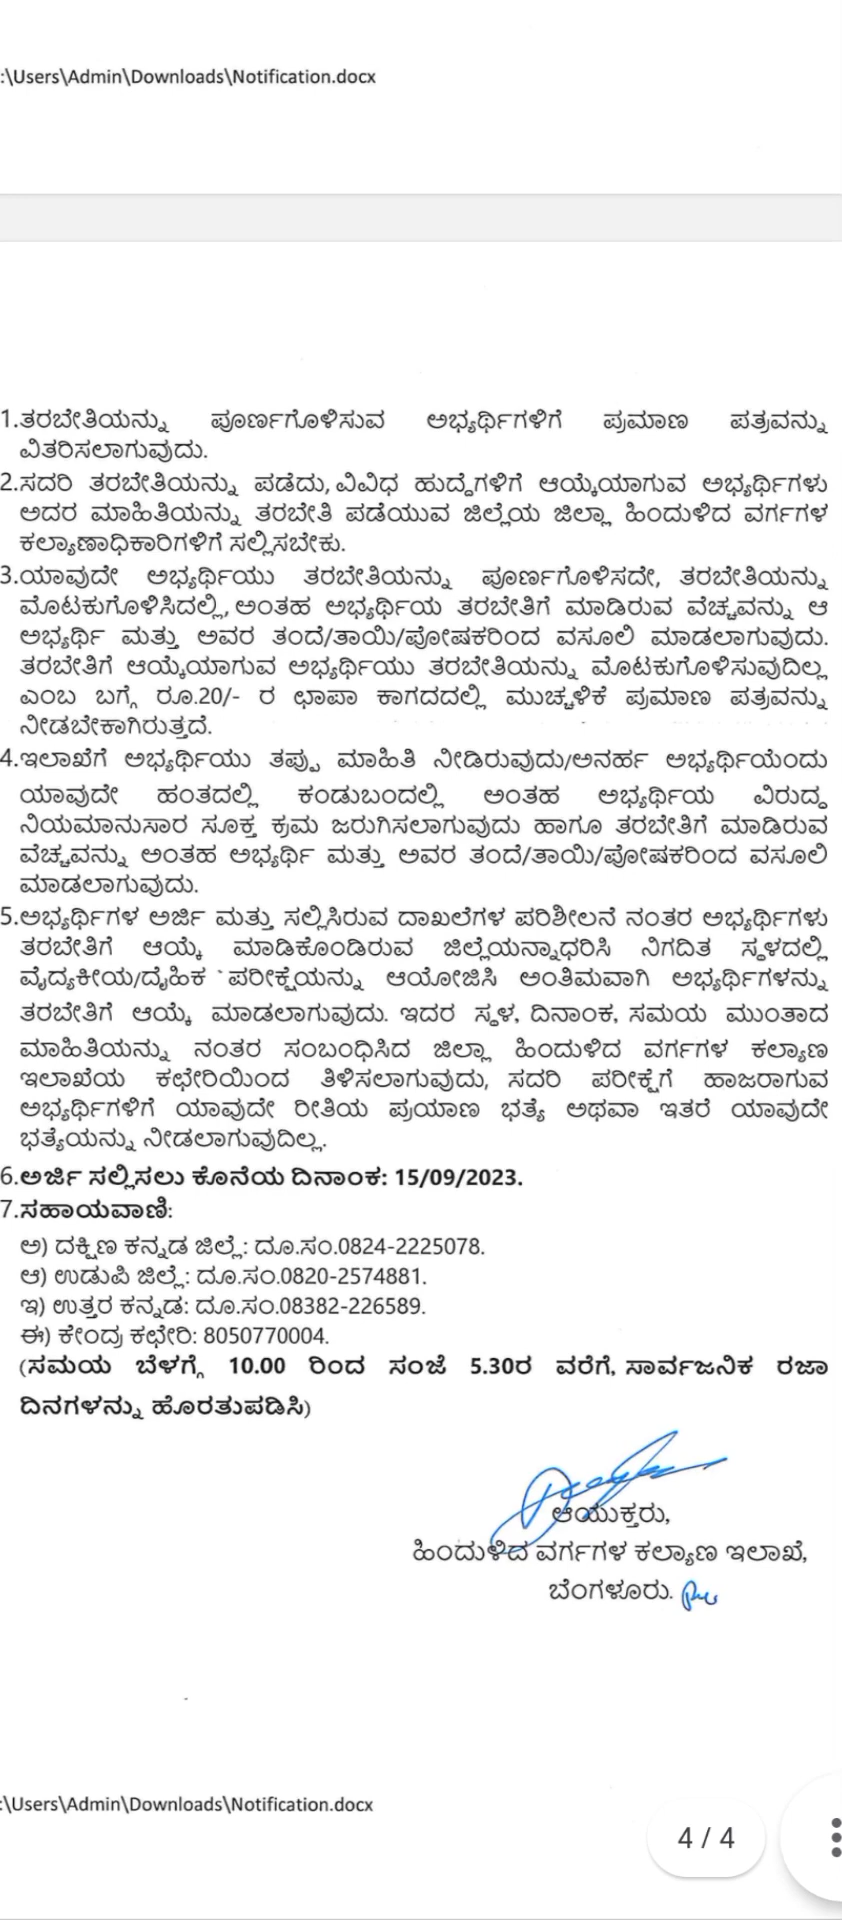 :\Users\Admin\Downloads\Notification.docx
1.ತರಬೇತಿಯನ್ನು ಪೂರ್ಣಗೊಳಿಸುವ ಅಭ್ಯರ್ಥಿಗಳಿಗೆ ಪ್ರಮಾಣ ಪತ್ರವನ್ನು
ವಿತರಿಸಲಾಗುವುದು.
2.ಸದರಿ ತರಬೇತಿಯನ್ನು ಪಡೆದು, ವಿವಿಧ ಹುದ್ದೆಗಳಿಗೆ ಆಯ್ಕೆಯಾಗುವ ಅಭ್ಯರ್ಥಿಗಳು
ಅದರ ಮಾಹಿತಿಯನ್ನು ತರಬೇತಿ ಪಡೆಯುವ ಜಿಲ್ಲೆಯ ಜಿಲ್ಲಾ ಹಿಂದುಳಿದ ವರ್ಗಗಳ
ಕಲ್ಯಾಣಾಧಿಕಾರಿಗಳಿಗೆ ಸಲ್ಲಿಸಬೇಕು.
3.ಯಾವುದೇ ಅಭ್ಯರ್ಥಿಯು ತರಬೇತಿಯನ್ನು ಪೂರ್ಣಗೊಳಿಸದೇ, ತರಬೇತಿಯನ್ನು
ಮೊಟಕುಗೊಳಿಸಿದಲ್ಲಿ, ಅಂತಹ ಅಭ್ಯರ್ಥಿಯ ತರಬೇತಿಗೆ ಮಾಡಿರುವ ವೆಚ್ಚವನ್ನು ಆ
ಅಭ್ಯರ್ಥಿ ಮತ್ತು ಅವರ ತಂದೆ/ತಾಯಿ/ಪೋಷಕರಿಂದ ವಸೂಲಿ ಮಾಡಲಾಗುವುದು.
ತರಬೇತಿಗೆ ಆಯ್ಕೆಯಾಗುವ ಅಭ್ಯರ್ಥಿಯು ತರಬೇತಿಯನ್ನು ಮೊಟಕುಗೊಳಿಸುವುದಿಲ್ಲ
ಎಂಬ ಬಗ್ಗೆ ರೂ.20/- ರ ಛಾಪಾ ಕಾಗದದಲ್ಲಿ ಮುಚ್ಚಳಿಕೆ ಪ್ರಮಾಣ ಪತ್ರವನ್ನು
ನೀಡಬೇಕಾಗಿರುತ್ತದೆ.
4.ಇಲಾಖೆಗೆ ಅಭ್ಯರ್ಥಿಯು ತಪ್ಪು ಮಾಹಿತಿ ನೀಡಿರುವುದು/ಅನರ್ಹ ಅಭ್ಯರ್ಥಿಯೆಂದು
ಯಾವುದೇ ಹಂತದಲ್ಲಿ ಕಂಡುಬಂದಲ್ಲಿ ಅಂತಹ ಅಭ್ಯರ್ಥಿಯ ವಿರುದ್ದ
ನಿಯಮಾನುಸಾರ ಸೂಕ್ತ ಕ್ರಮ ಜರುಗಿಸಲಾಗುವುದು ಹಾಗೂ ತರಬೇತಿಗೆ ಮಾಡಿರುವ
ವೆಚ್ಚವನ್ನು ಅಂತಹ ಅಭ್ಯರ್ಥಿ ಮತ್ತು ಅವರ ತಂದೆ/ತಾಯಿ/ಪೋಷಕರಿಂದ ವಸೂಲಿ
ಮಾಡಲಾಗುವುದು.
5.ಅಭ್ಯರ್ಥಿಗಳ ಅರ್ಜಿ ಮತ್ತು ಸಲ್ಲಿಸಿರುವ ದಾಖಲೆಗಳ ಪರಿಶೀಲನೆ ನಂತರ ಅಭ್ಯರ್ಥಿಗಳು
ತರಬೇತಿಗೆ ಆಯ್ಕೆ ಮಾಡಿಕೊಂಡಿರುವ ಜಿಲ್ಲೆಯನ್ನಾಧರಿಸಿ ನಿಗದಿತ ಸ್ಥಳದಲ್ಲಿ
ವೈದ್ಯಕೀಯ/ದೈಹಿಕ ಪರೀಕ್ಷೆಯನ್ನು ಆಯೋಜಿಸಿ ಅಂತಿಮವಾಗಿ ಅಭ್ಯರ್ಥಿಗಳನ್ನು
ತರಬೇತಿಗೆ ಆಯ್ಕೆ ಮಾಡಲಾಗುವುದು. ಇದರ ಸ್ಥಳ, ದಿನಾಂಕ, ಸಮಯ ಮುಂತಾದ
ಮಾಹಿತಿಯನ್ನು ನಂತರ ಸಂಬಂಧಿಸಿದ ಜಿಲ್ಲಾ ಹಿಂದುಳಿದ ವರ್ಗಗಳ ಕಲ್ಯಾಣ
ಇಲಾಖೆಯ ಕಛೇರಿಯಿಂದ ತಿಳಿಸಲಾಗುವುದು, ಸದರಿ ಪರೀಕ್ಷೆಗೆ ಹಾಜರಾಗುವ
ಅಭ್ಯರ್ಥಿಗಳಿಗೆ ಯಾವುದೇ ರೀತಿಯ ಪ್ರಯಾಣ ಭತ್ಯೆ ಅಥವಾ ಇತರೆ ಯಾವುದೇ
ಭತ್ಯೆಯನ್ನು ನೀಡಲಾಗುವುದಿಲ್ಲ.
6.ಅರ್ಜಿ ಸಲ್ಲಿಸಲು ಕೊನೆಯ ದಿನಾಂಕ: 15/09/2023.
7.ಸಹಾಯವಾಣಿ:
ಅ) ದಕ್ಷಿಣ ಕನ್ನಡ ಜಿಲ್ಲೆ: ದೂ.ಸಂ.0824-2225078.
ಆ) ಉಡುಪಿ ಜಿಲ್ಲೆ: ದೂ.ಸಂ.0820-2574881.
ಇ) ಉತ್ತರ ಕನ್ನಡ: ದೂ.ಸಂ.08382-226589.
ಈ) ಕೇಂದ್ರ ಕಛೇರಿ: 8050770004.
(ಸಮಯ ಬೆಳಗ್ಗೆ 10.00 ರಿಂದ ಸಂಜೆ 5.30ರ ವರೆಗೆ, ಸಾರ್ವಜನಿಕ ರಜಾ
ದಿನಗಳನ್ನು ಹೊರತುಪಡಿಸಿ)
ಆಯುಕ್ತರು,
ಹಿಂದುಳಿದ ವರ್ಗಗಳ ಕಲ್ಯಾಣ ಇಲಾಖೆ,
ಬೆಂಗಳೂರು.
:\Users\Admin\Downloads\Notification.docx
4 / 4